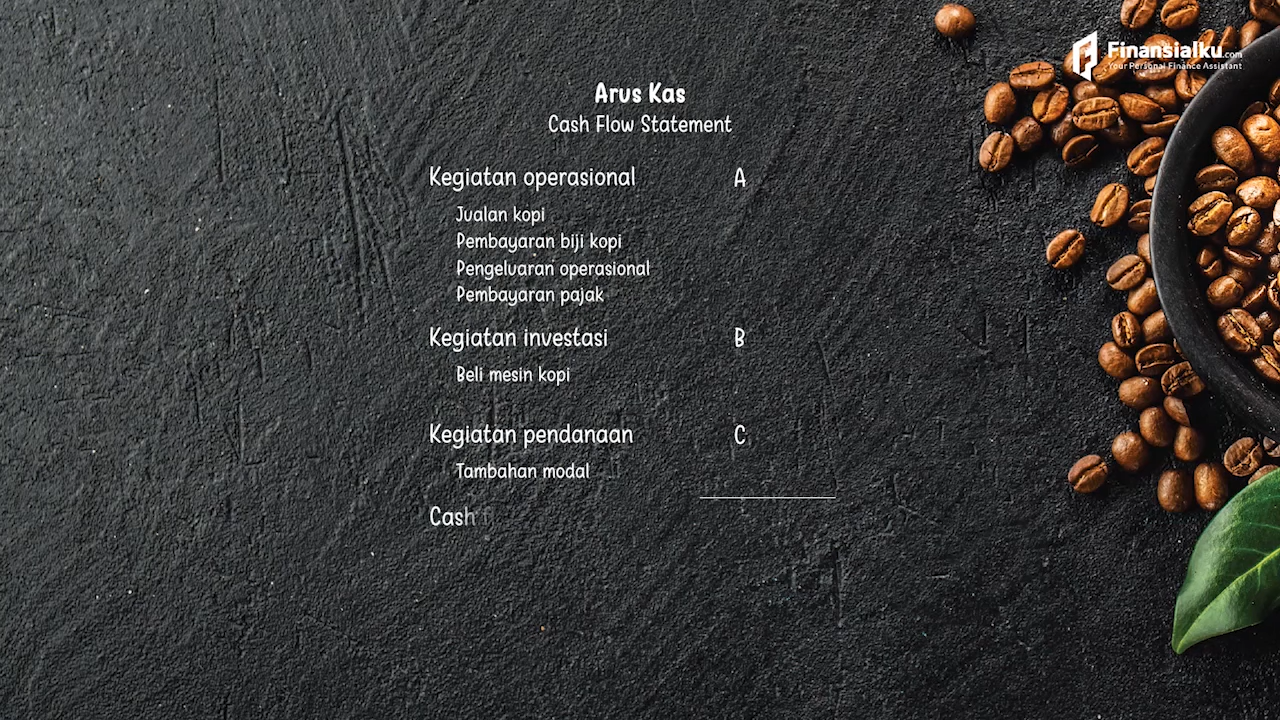 Finansialku.com
Your Personal Finance Assistant
Arus Kas
Cash Flow Statement
Kegiatan operasional A
Jualan kopi
Pembayaran biji kopi
Pengeluaran operasional
Pembayaran pajak
Kegiatan investasi B
Beli mesin kopi
Kegiatan pendanaan C
Tambahan modal
Cash